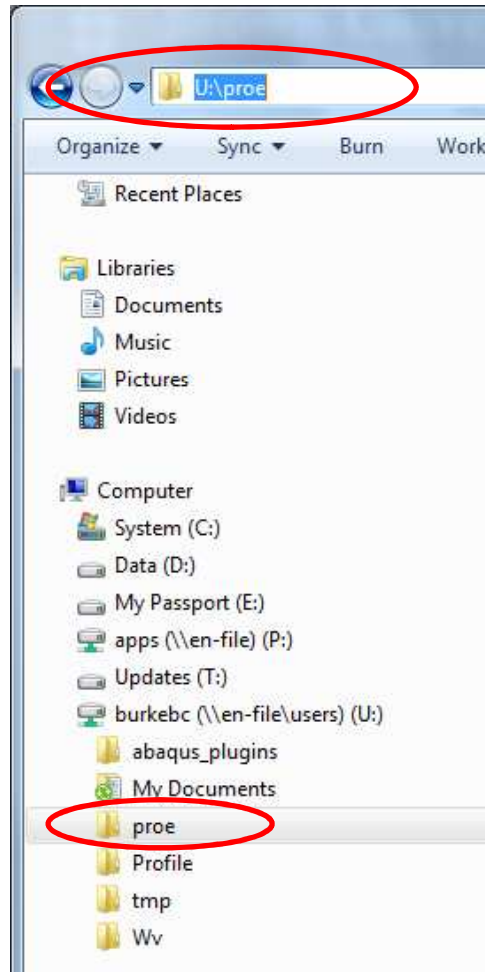 U:\proe
Organize Sync Burn Work
Recent Places
Libraries
Documents
Music
Pictures
Videos
Computer
System (C:)
Data (D:)
My Passport (E:)
apps (\\en-file) (P:)
Updates (T:)
burkebc (\\en-file\users) (U:)
abaqus_plugins
My Documents
proe
Profile
tmp
Wv